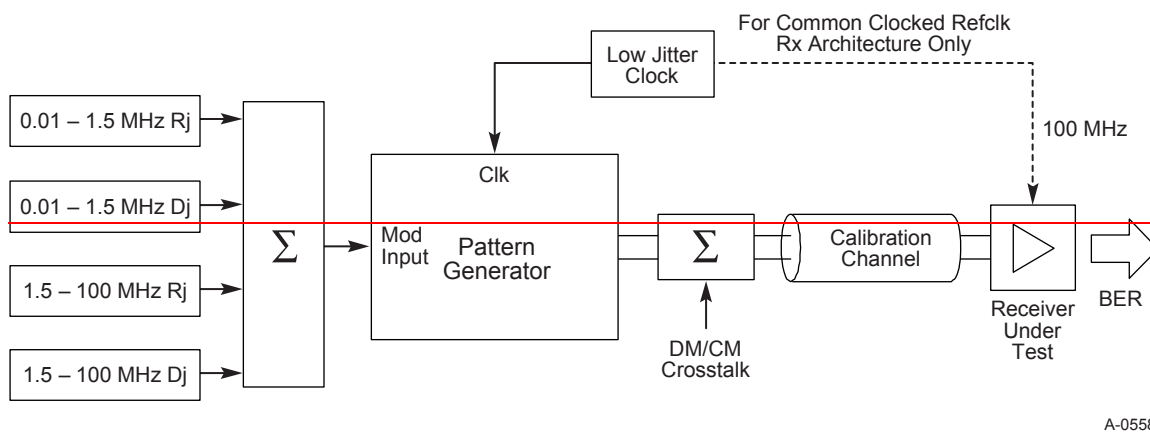 For Common Clocked Refclk
Rx Architecture Only
Low Jitter
Clock
0.01 – 1.5 MHz Rj
100 MHz
Clk
0.01 – 1.5 MHz Dj
Σ
Mod
Input
Pattern
Generator
Σ
Calibration
Channel
1.5 – 100 MHz Rj
BER
Receiver
Under
Test
DM/CM
Crosstalk
1.5 – 100 MHz Dj
A-0558